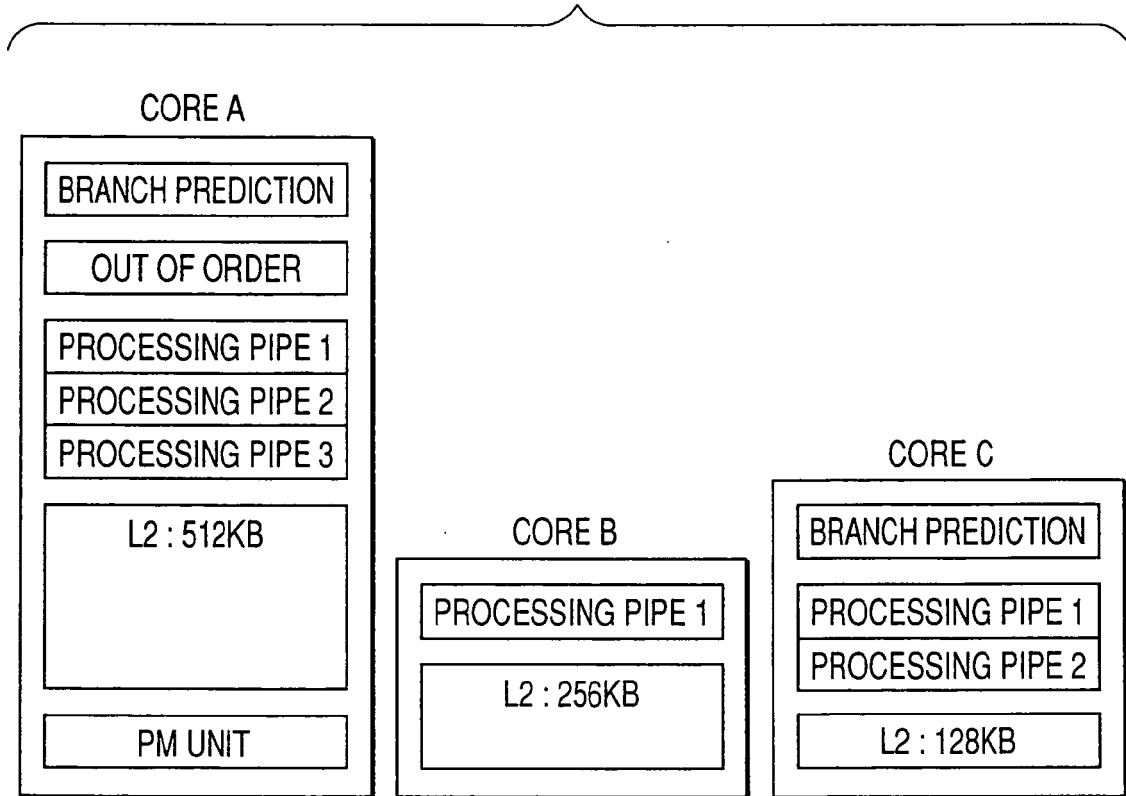 CORE A
BRANCH PREDICTION
OUT OF ORDER
PROCESSING PIPE 1
PROCESSING PIPE 2
PROCESSING PIPE 3
L2 : 512KB
PM UNIT
CORE B
PROCESSING PIPE 1
L2 : 256KB
CORE C
BRANCH PREDICTION
PROCESSING PIPE 1
PROCESSING PIPE 2
L2 : 128KB